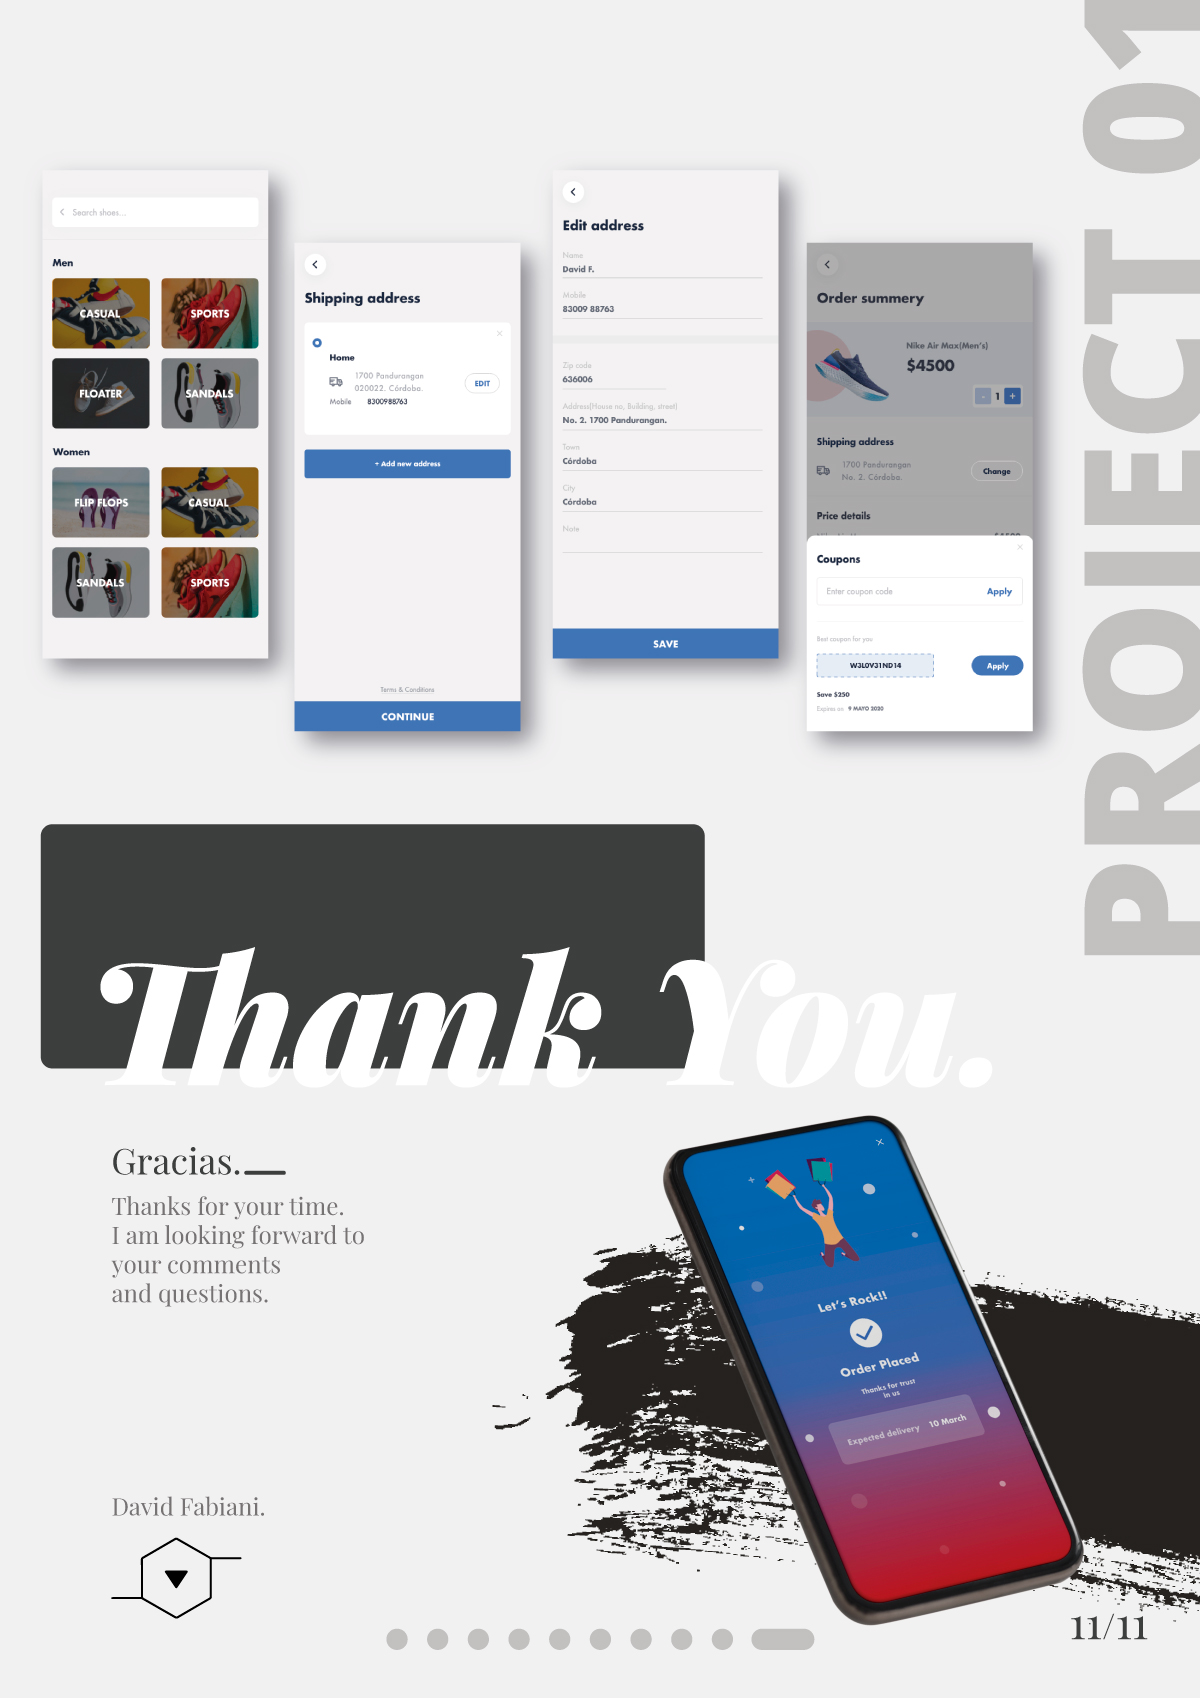 PROJECT 01
Search shoes...
Men
CASUAL
SPORTS
FLOATER
SANDALS
Women
FLIP FLOPS
CASUAL
SANDALS
SPORTS
Shipping address
Home
1700 Pandurangan
020022. Córdoba.
EDIT
Mobile 8300988763
+ Add new address
Terms & Conditions
CONTINUE
Edit address
Name
David F.
Mobile
83009 88763
Zip code
636006
Address(House no, Building, street)
No. 2. 1700 Pandurangan.
Town
Córdoba
City
Córdoba
Note
SAVE
Order summery
Nike Air Max(Men's)
$4500
- 1 +
Shipping address
1700 Pandurangan
No. 2. Córdoba.
Change
Price details
Coupons
Enter coupon code
Apply
Best coupon for you
W3L0V31ND14
Apply
Save $250
Expires on 9 MAYO 2020
Thank You.
Gracias.
Thanks for your time.
I am looking forward to
your comments
and questions.
Let's Rock!!
Order Placed
Thanks for trust
in us
Expected delivery 10 March
David Fabiani.
11/11